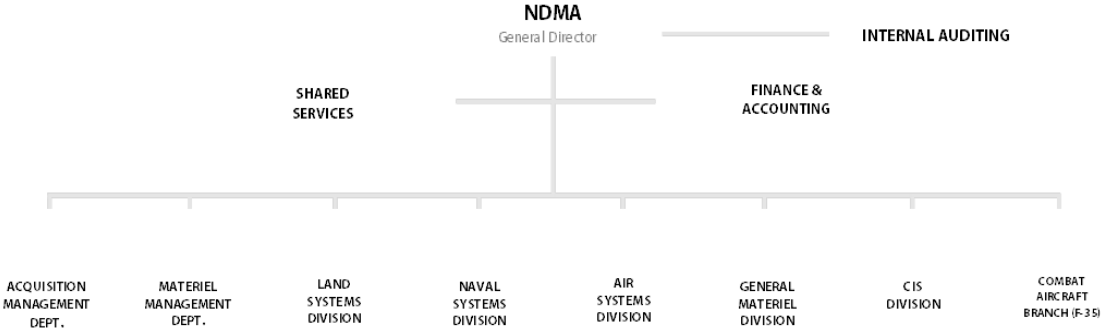 NDMA
General Director
INTERNAL AUDITING
SHARED
SERVICES
FINANCE &
ACCOUNTING
ACQUISITION
MANAGEMENT
DEPT.
MATERIEL
MANAGEMENT
DEPT.
LAND
SYSTEMS
DIVISION
NAVAL
SYSTEMS
DIVISION
AIR
SYSTEMS
DIVISION
GENERAL
MATERIEL
DIVISION
CIS
DIVISION
COMBAT
AIRCRAFT
BRANCH (F-35)